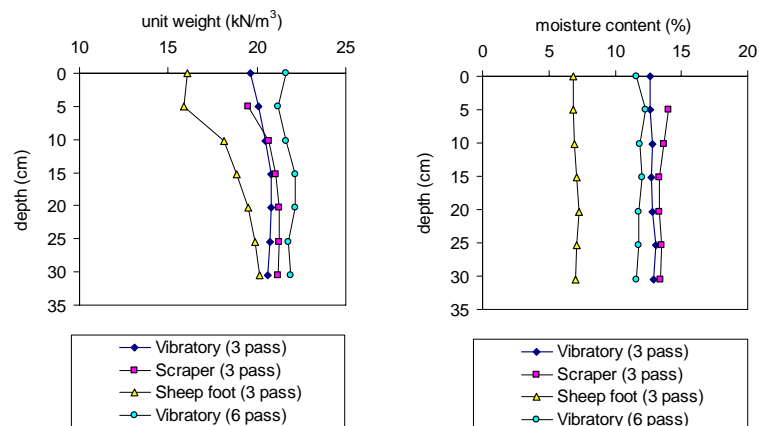 unit weight (kN/m³)
10 15 20 25
0
5
10
15
20
25
30
35
depth (cm)
Vibratory (3 pass)
Scraper (3 pass)
Sheep foot (3 pass)
Vibratory (6 pass)
moisture content (%)
0 5 10 15 20
0
5
10
15
20
25
30
35
depth (cm)
Vibratory (3 pass)
Scraper (3 pass)
Sheep foot (3 pass)
Vibratory (6 pass)